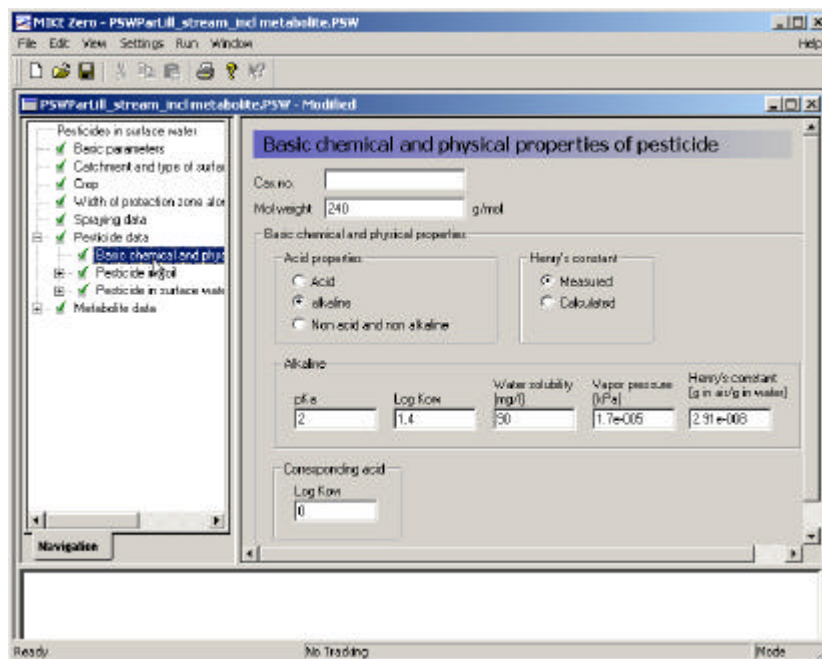 MIKE Zero - PSWParLill_stream_incl metabolite.PSW
File Edit View Settings Run Window Help
PSWParLill_stream_incl metabolite.PSW - Modified
Pesticides in surface water
Basic parameters
Catchment and type of surfac
Crop
Width of protection zone alon
Spraying data
Pesticide data
Basic chemical and phys
Pesticide in soil
Pesticide in surface wate
Metabolite data
Navigation
Basic chemical and physical properties of pesticide
Cas.no.
Molweight 240 g/mol
Basic chemical and physical properties
Acid properties
Acid
alkaline
Non acid and non alkaline
Henry's constant
Measured
Calculated
Alkaline
pKa
2
Log Kow
1.4
Water solubility
(mg/l)
90
Vapor pressure
(kPa)
1.7e-005
Henry's constant
(g in air/g in water)
2.91e-008
Corresponding acid
Log Kow
0
Ready No Tracking Mode